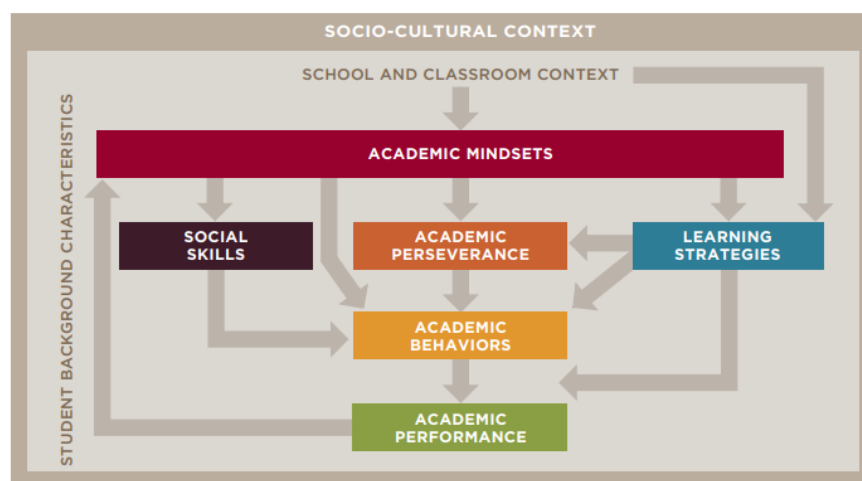 SOCIO-CULTURAL CONTEXT
SCHOOL AND CLASSROOM CONTEXT
STUDENT BACKGROUND CHARACTERISTICS
ACADEMIC MINDSETS
SOCIAL
SKILLS
ACADEMIC
PERSEVERANCE
LEARNING
STRATEGIES
ACADEMIC
BEHAVIORS
ACADEMIC
PERFORMANCE